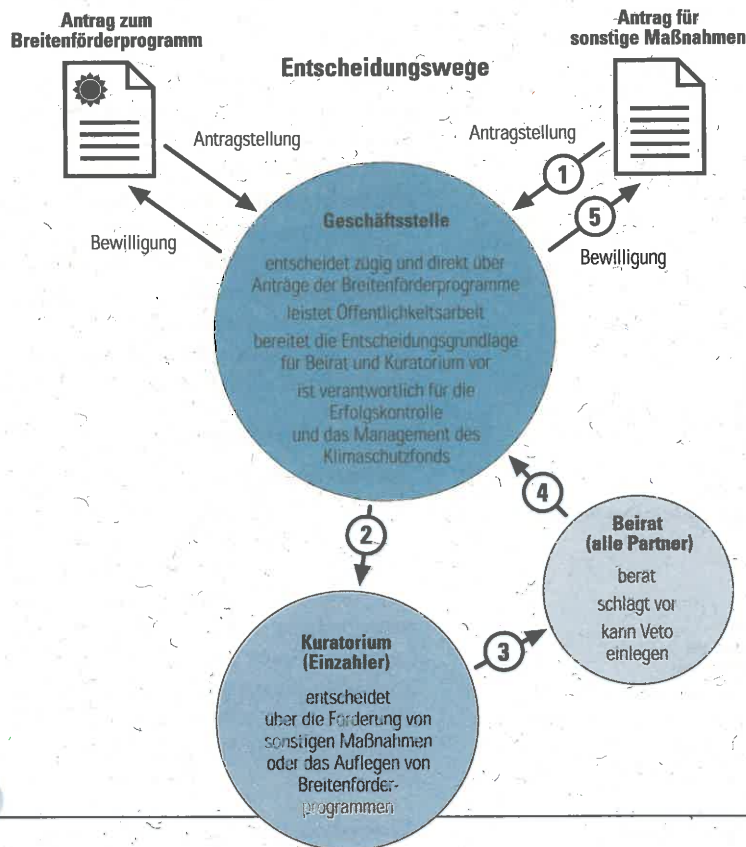 Antrag zum
Breitenförderprogramm
Antrag für
sonstige Maßnahmen
Entscheidungswege
Antragstellung
Antragstellung
1
5
Bewilligung
Bewilligung
Geschäftsstelle
entscheidet zügig und direkt über
Anträge der Breitenförderprogramme
leistet Öffentlichkeitsarbeit
bereitet die Entscheidungsgrundlage
für Beirat und Kuratorium vor
ist verantwortlich für die
Erfolgskontrolle
und das Management des
Klimaschutzfonds
4
2
Beirat
(alle Partner)
berät
schlägt vor
kann Veto
einlegen
3
Kuratorium
(Einzahler)
entscheidet
über die Förderung von
sonstigen Maßnahmen
oder das Auflegen von
Breitenförder-
programmen